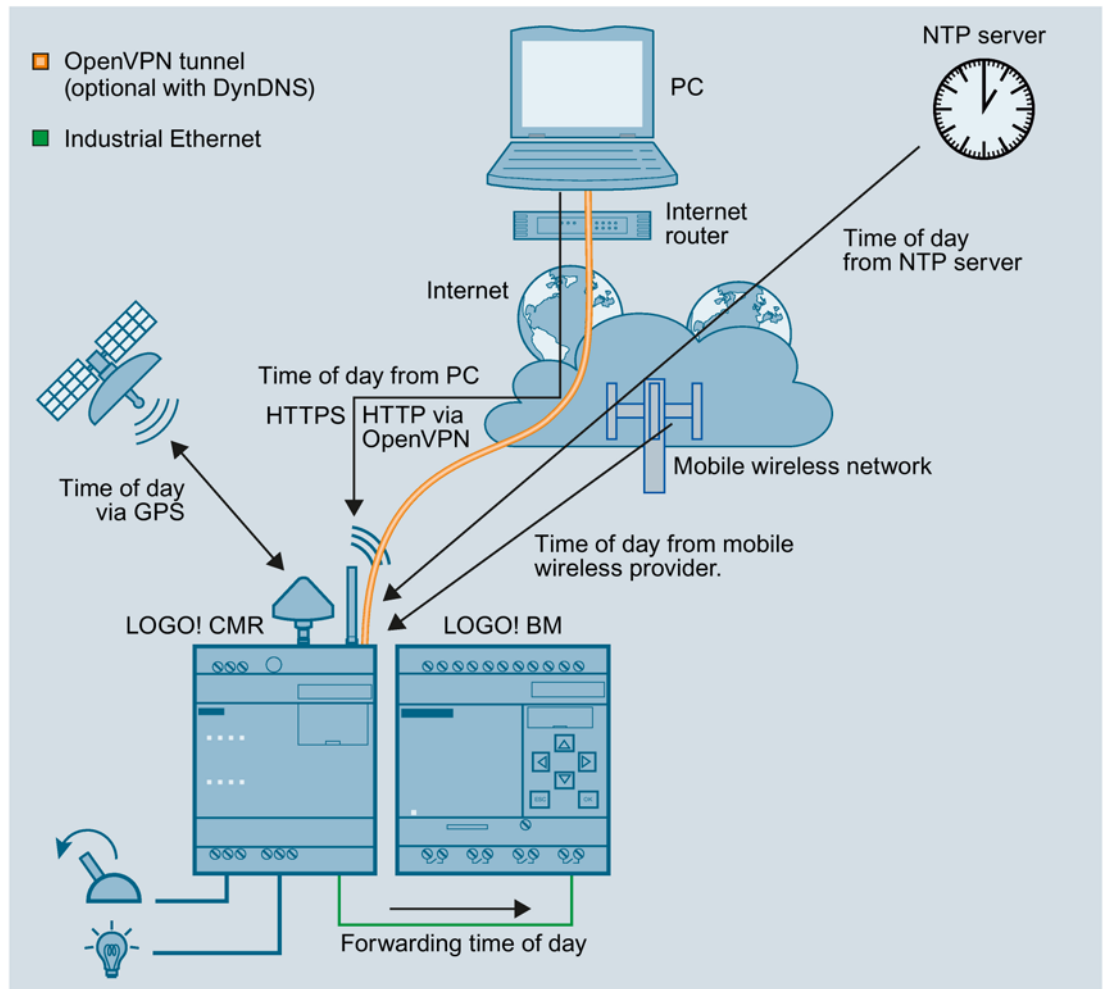 OpenVPN tunnel
(optional with DynDNS)
Industrial Ethernet
PC
NTP server
Internet
router
Time of day
from NTP server
Internet
Time of day from PC
HTTPS
HTTP via
OpenVPN
Mobile wireless network
Time of day
via GPS
Time of day from mobile
wireless provider.
LOGO! CMR
LOGO! BM
ESC
OK
Forwarding time of day